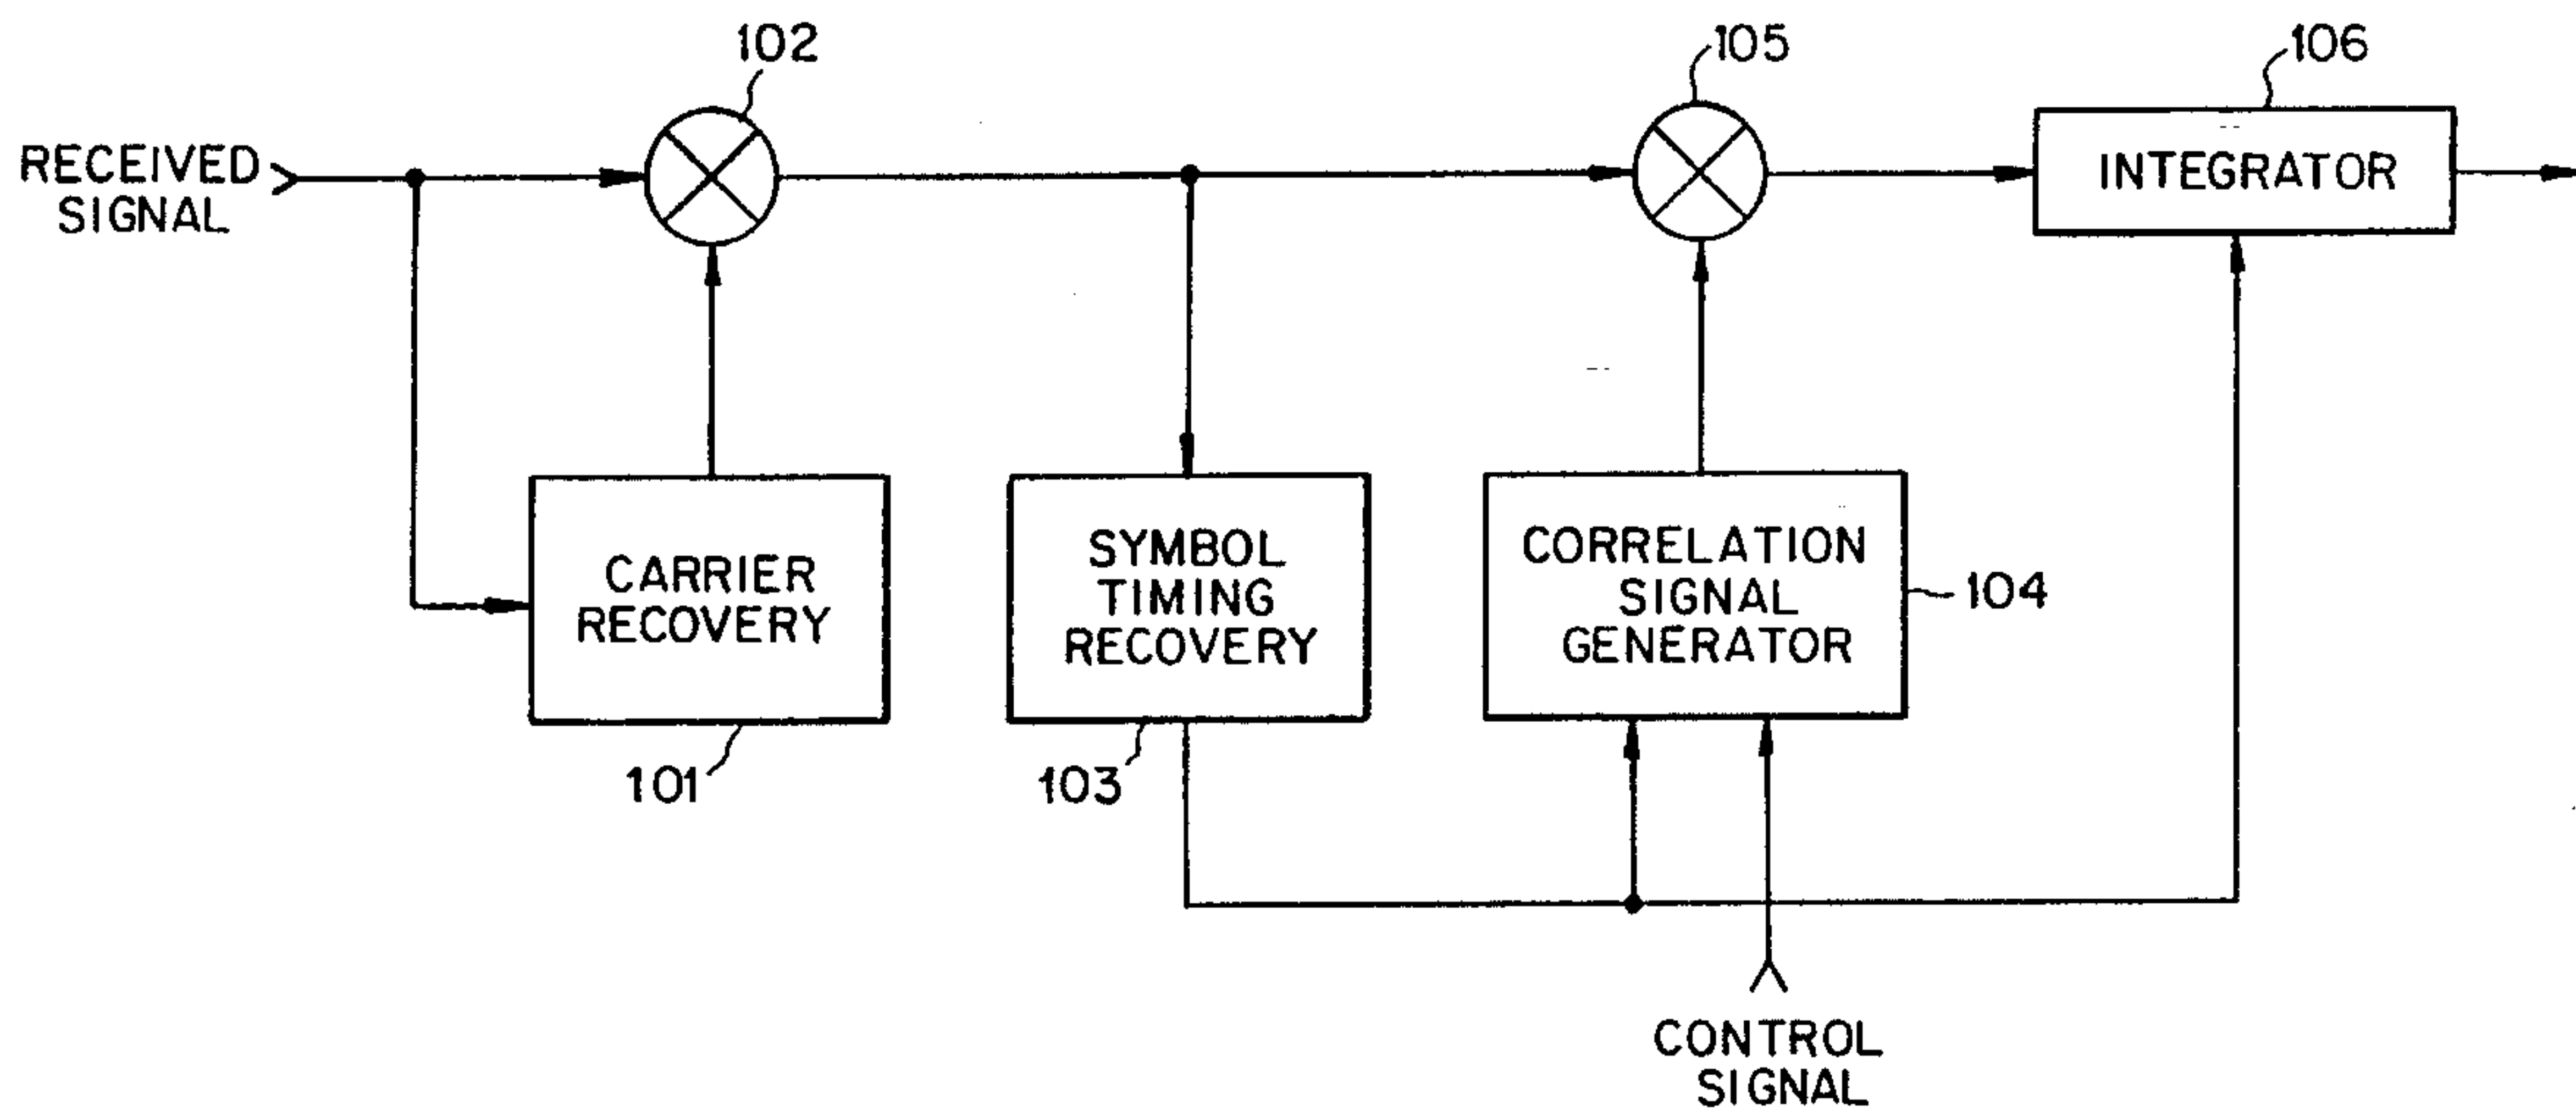 102
105
106
RECEIVED
SIGNAL
INTEGRATOR
CARRIER
RECOVERY
SYMBOL
TIMING
RECOVERY
CORRELATION
SIGNAL
GENERATOR
104
101
103
CONTROL
SIGNAL